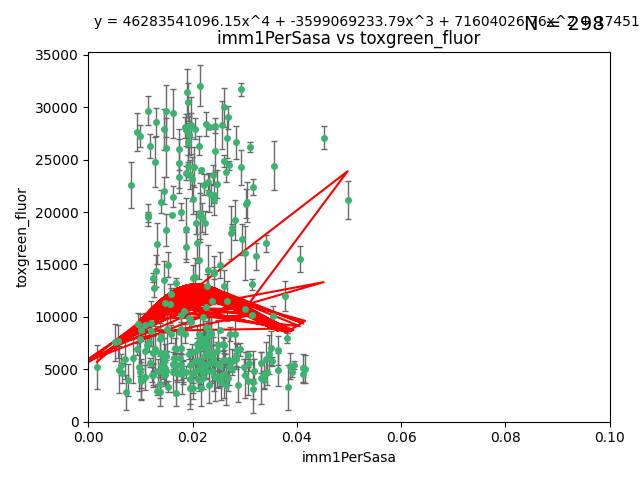 y = 46283541096.15x^4 + -3599069233.79x^3 +
N = 298
imm1PerSasa vs toxgreen_fluor
35000
30000
25000
20000
15000
10000
5000
0
toxgreen_fluor
0.00 0.02 0.04 0.06 0.08 0.10
imm1PerSasa